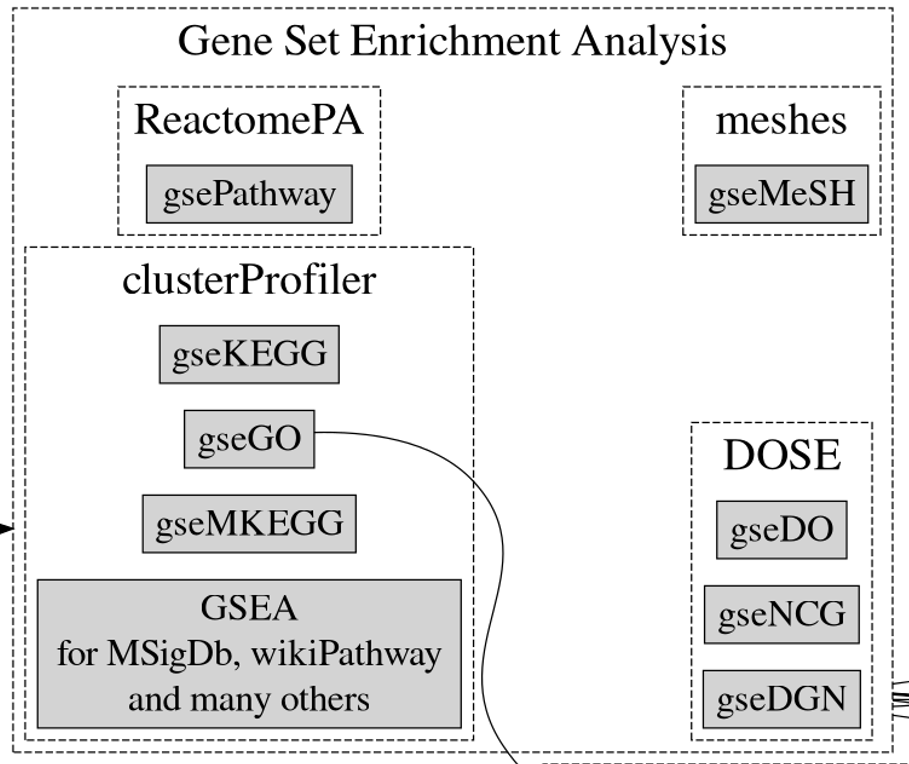 Gene Set Enrichment Analysis
ReactomePA
gsePathway
meshes
gseMeSH
clusterProfiler
gseKEGG
gseGO
gseMKEGG
GSEA
for MSigDb, wikiPathway
and many others
DOSE
gseDO
gseNCG
gseDGN